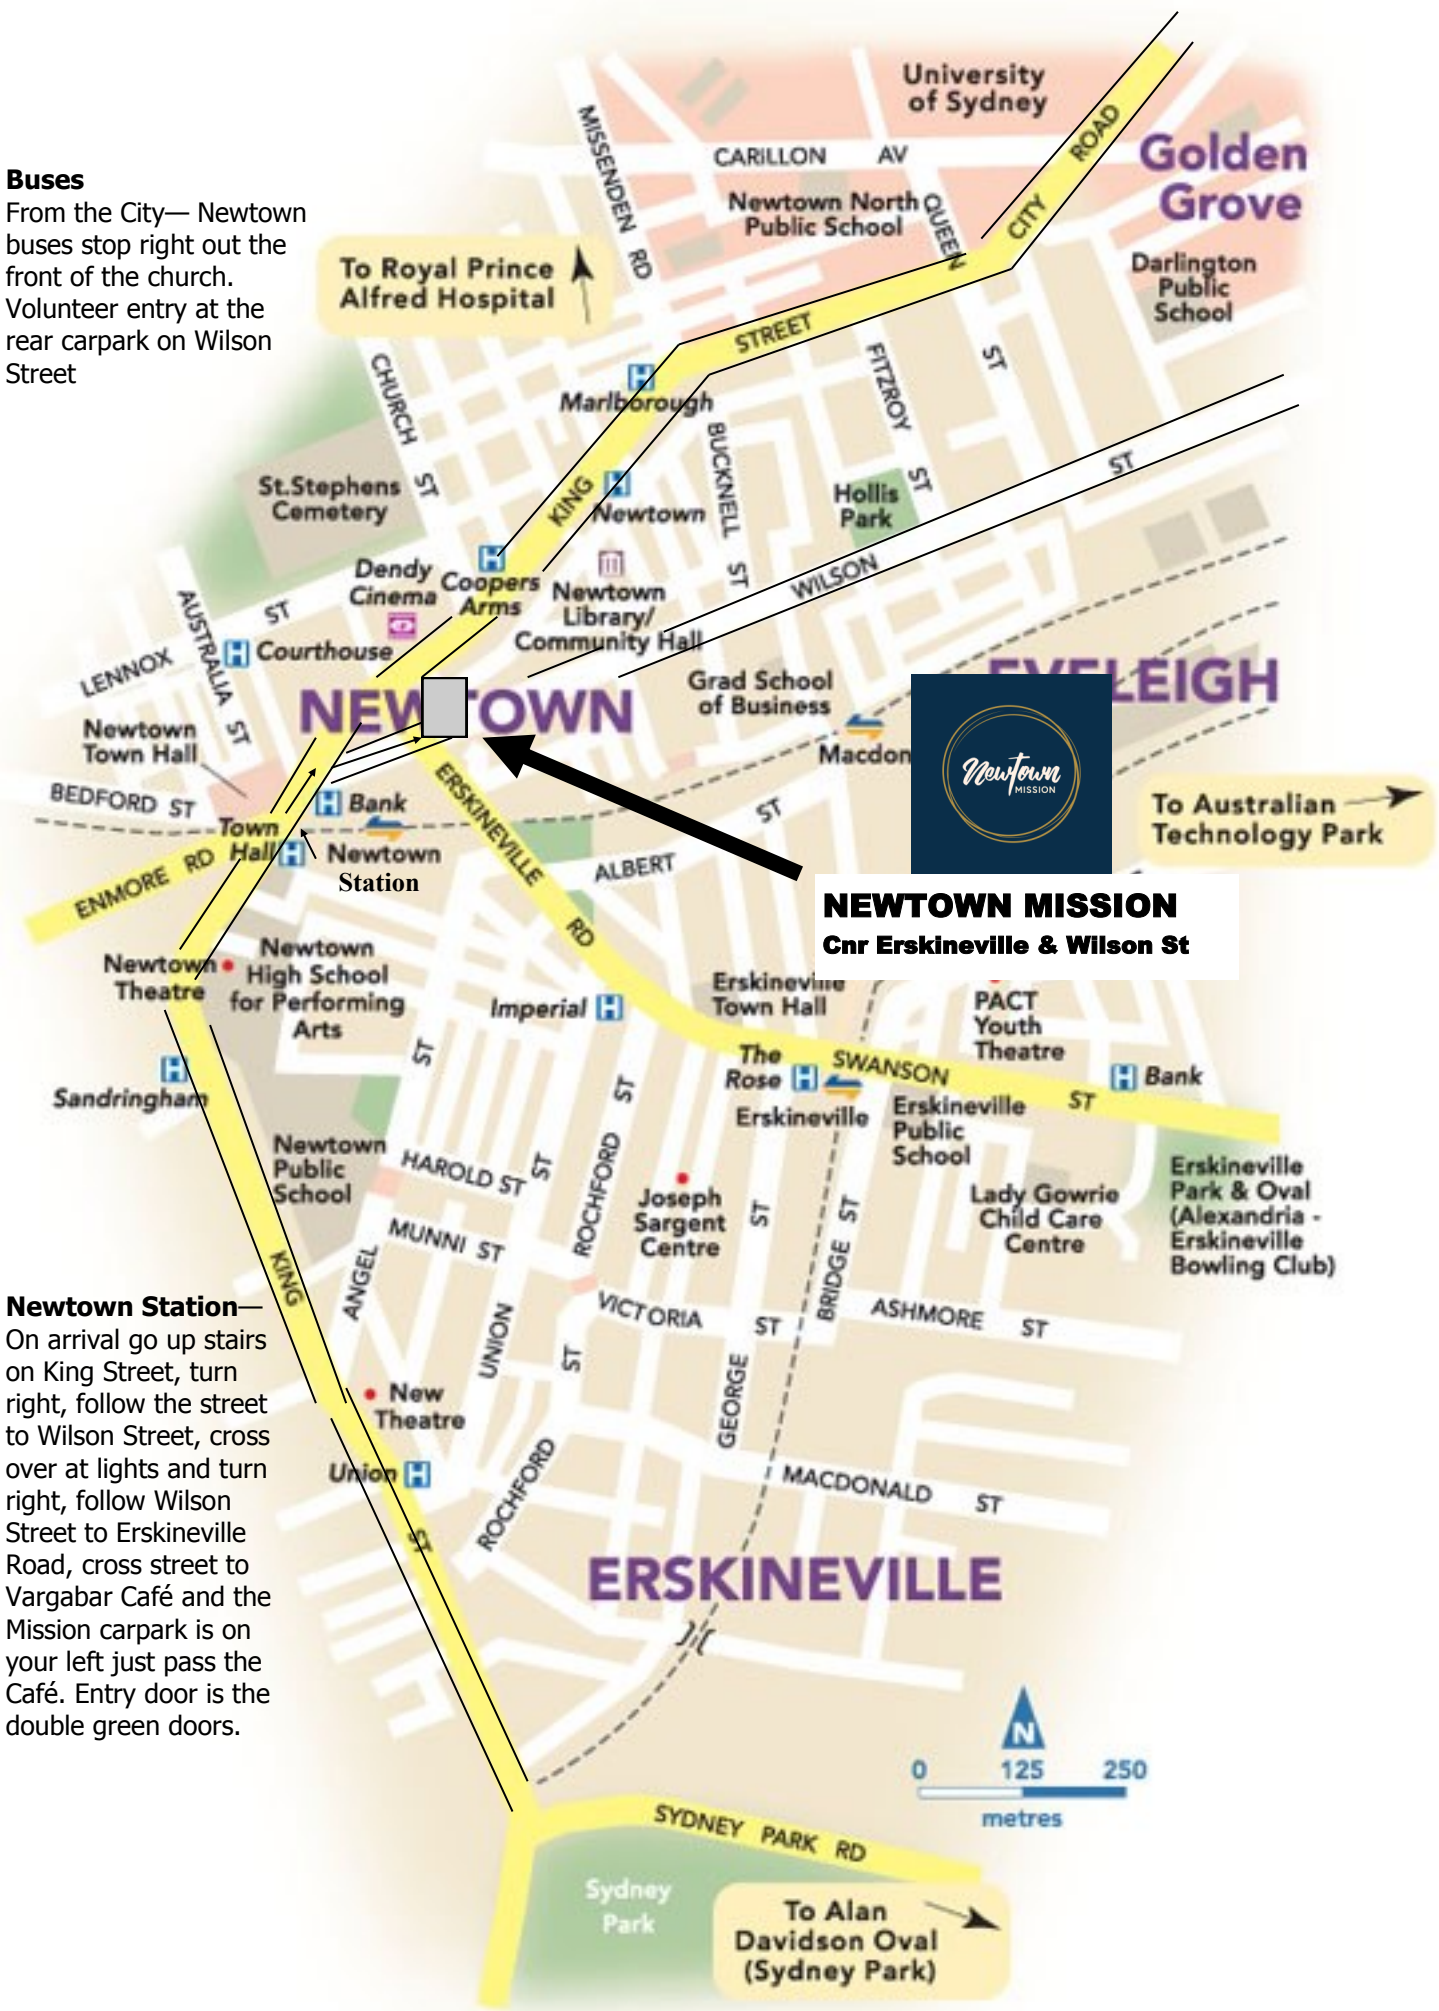 Buses
From the City— Newtown
buses stop right out the
front of the church.
Volunteer entry at the
rear carpark on Wilson
Street
University
of Sydney
MISSENDEN RD
CARILLON AV
CITY ROAD
Golden
Grove
Newtown North
Public School
QUEEN ST
Darlington
Public
School
To Royal Prince
Alfred Hospital
KING STREET
FITZROY ST
CHURCH ST
Marlborough
BUCKNELL ST
St.Stephens
Cemetery
Newtown
Hollis
Park
WILSON ST
Dendy
Cinema
Coopers
Arms
Newtown
Library/
Community Hall
AUSTRALIA ST
LENNOX ST
Courthouse
NEWTOWN
Grad School
of Business
EVELEIGH
Newtown
Town Hall
Macdon
Newtown
MISSION
BEDFORD ST
Bank
ERSKINEVILLE RD
ST
To Australian
Technology Park
Town
Hall
Newtown
Station
ENMORE RD
ALBERT
NEWTOWN MISSION
Cnr Erskineville & Wilson St
Newtown
Theatre
Newtown
High School
for Performing
Arts
Imperial
Erskineville
Town Hall
PACT
Youth
Theatre
Sandringham
ST
The
Rose
SWANSON ST
Bank
Erskineville
Erskineville
Public
School
Newtown
Public
School
HAROLD ST
ST
ROCHFORD ST
Joseph
Sargent
Centre
ST
BRIDGE ST
Lady Gowrie
Child Care
Centre
Erskineville
Park & Oval
(Alexandria -
Erskineville
Bowling Club)
MUNNI ST
KING
ANGEL
UNION
VICTORIA ST
ASHMORE ST
ST
GEORGE
Newtown Station—
On arrival go up stairs
on King Street, turn
right, follow the street
to Wilson Street, cross
over at lights and turn
right, follow Wilson
Street to Erskineville
Road, cross street to
Vargabar Café and the
Mission carpark is on
your left just pass the
Café. Entry door is the
double green doors.
New
Theatre
Union
ST
ROCHFORD
MACDONALD ST
ERSKINEVILLE
N
0 125 250
metres
SYDNEY PARK RD
Sydney
Park
To Alan
Davidson Oval
(Sydney Park)